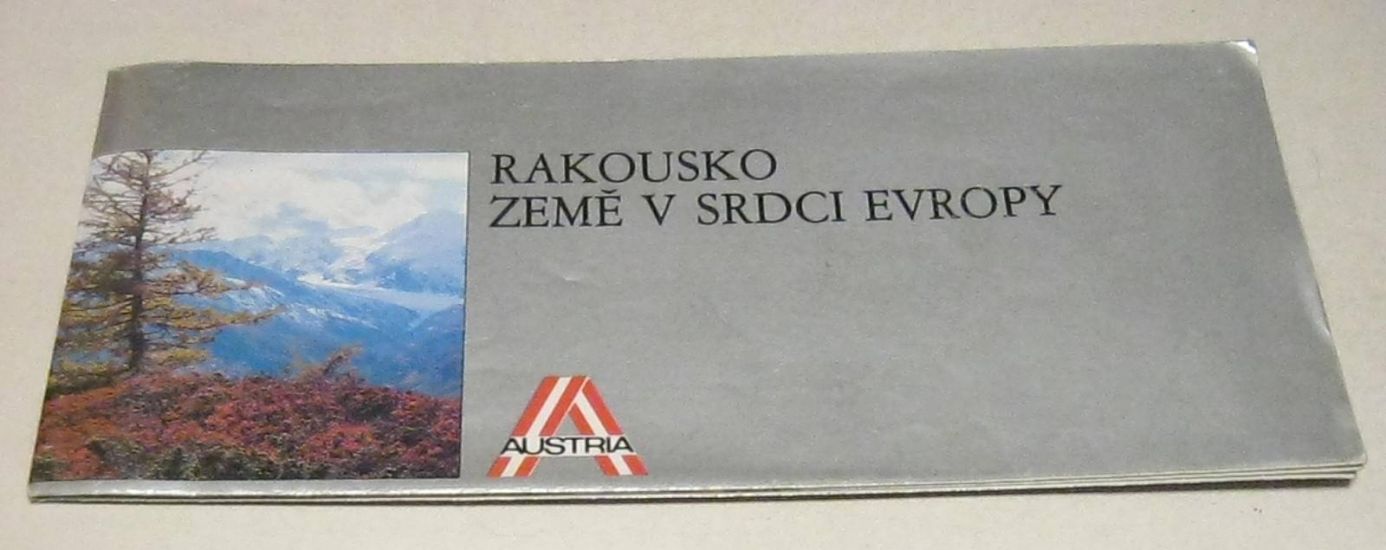 RAKOUSKO
ZEMĚ V SRDCI EVROPY
AUSTRIA